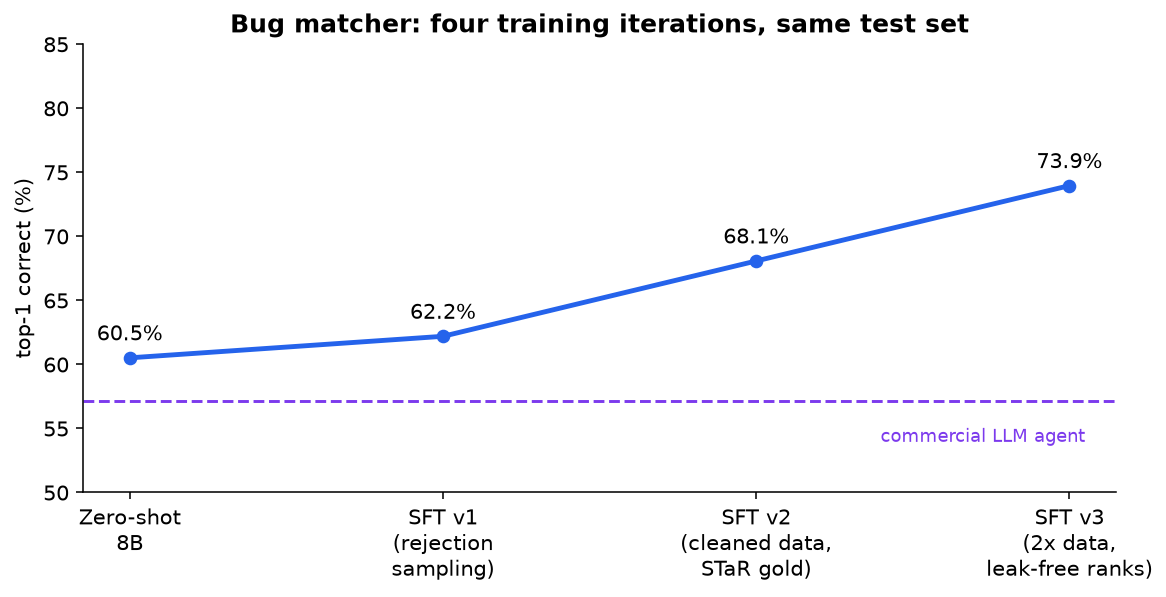 Bug matcher: four training iterations, same test set
top-1 correct (%)
85
80
75
70
65
60
55
50
60.5%
62.2%
68.1%
73.9%
commercial LLM agent
Zero-shot
8B
SFT v1
(rejection
sampling)
SFT v2
(cleaned data,
STaR gold)
SFT v3
(2x data,
leak-free ranks)